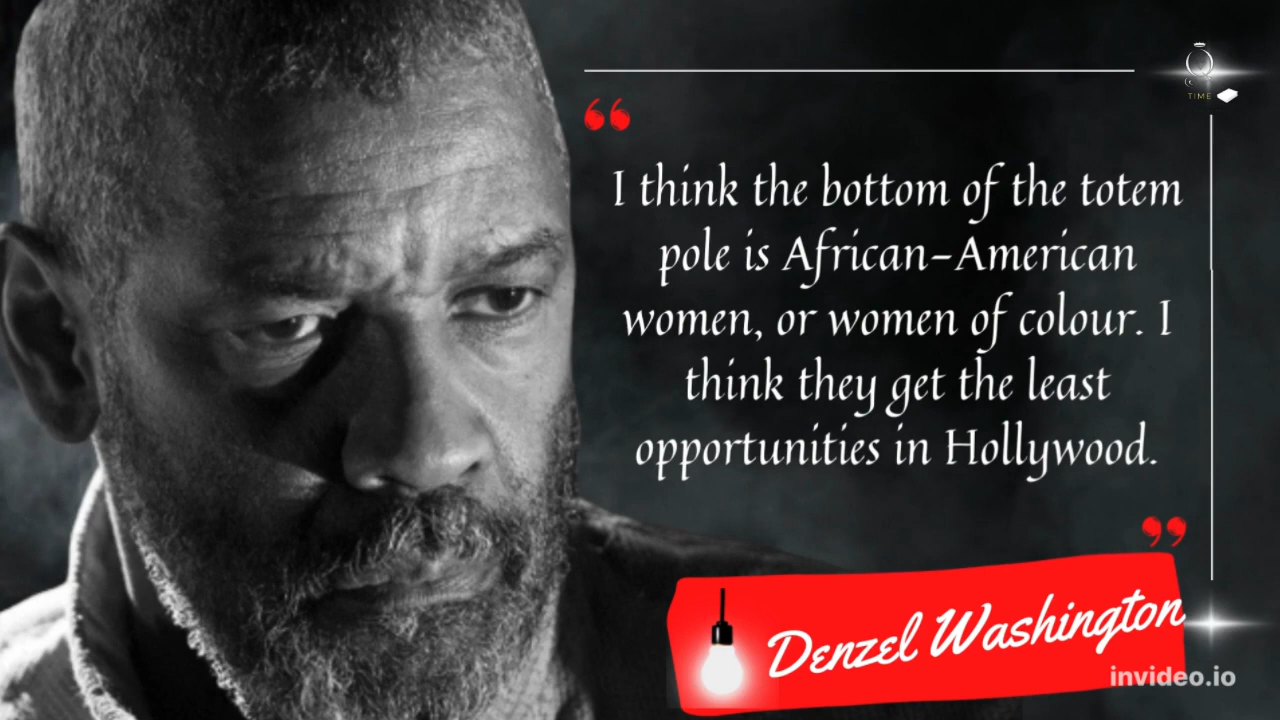 TIME
“
I think the bottom of the totem
pole is African-American
women, or women of colour. I
think they get the least
opportunities in Hollywood.
”
Denzel Washington
invideo.io